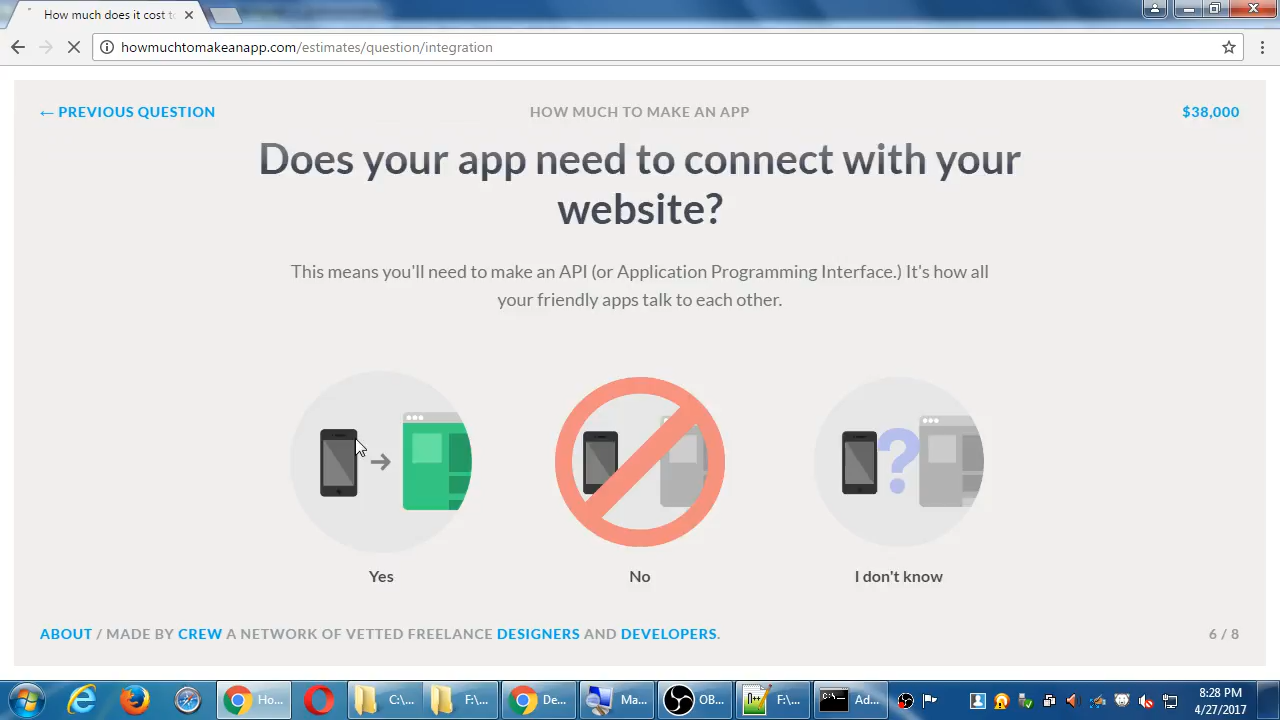 How much does it cost to
howmuchtomakeanapp.com/estimates/question/integration
← PREVIOUS QUESTION
HOW MUCH TO MAKE AN APP
$38,000
Does your app need to connect with your
website?
This means you'll need to make an API (or Application Programming Interface.) It's how all
your friendly apps talk to each other.
?
Yes
No
I don't know
ABOUT / MADE BY CREW A NETWORK OF VETTED FREELANCE DESIGNERS AND DEVELOPERS.
6 / 8
Ho...
C:\...
F:\...
De...
Ma...
OB...
F:\...
Ad...
8:28 PM
4/27/2017